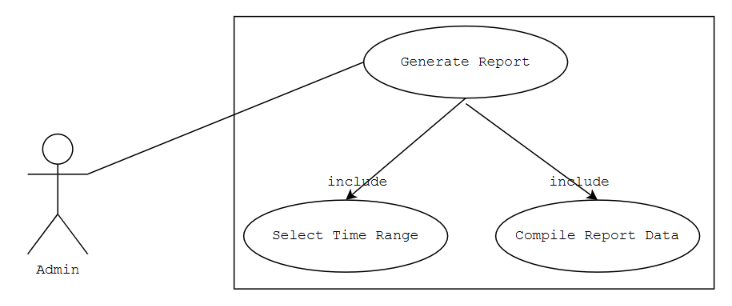 Generate Report
include
include
Select Time Range
Compile Report Data
Admin